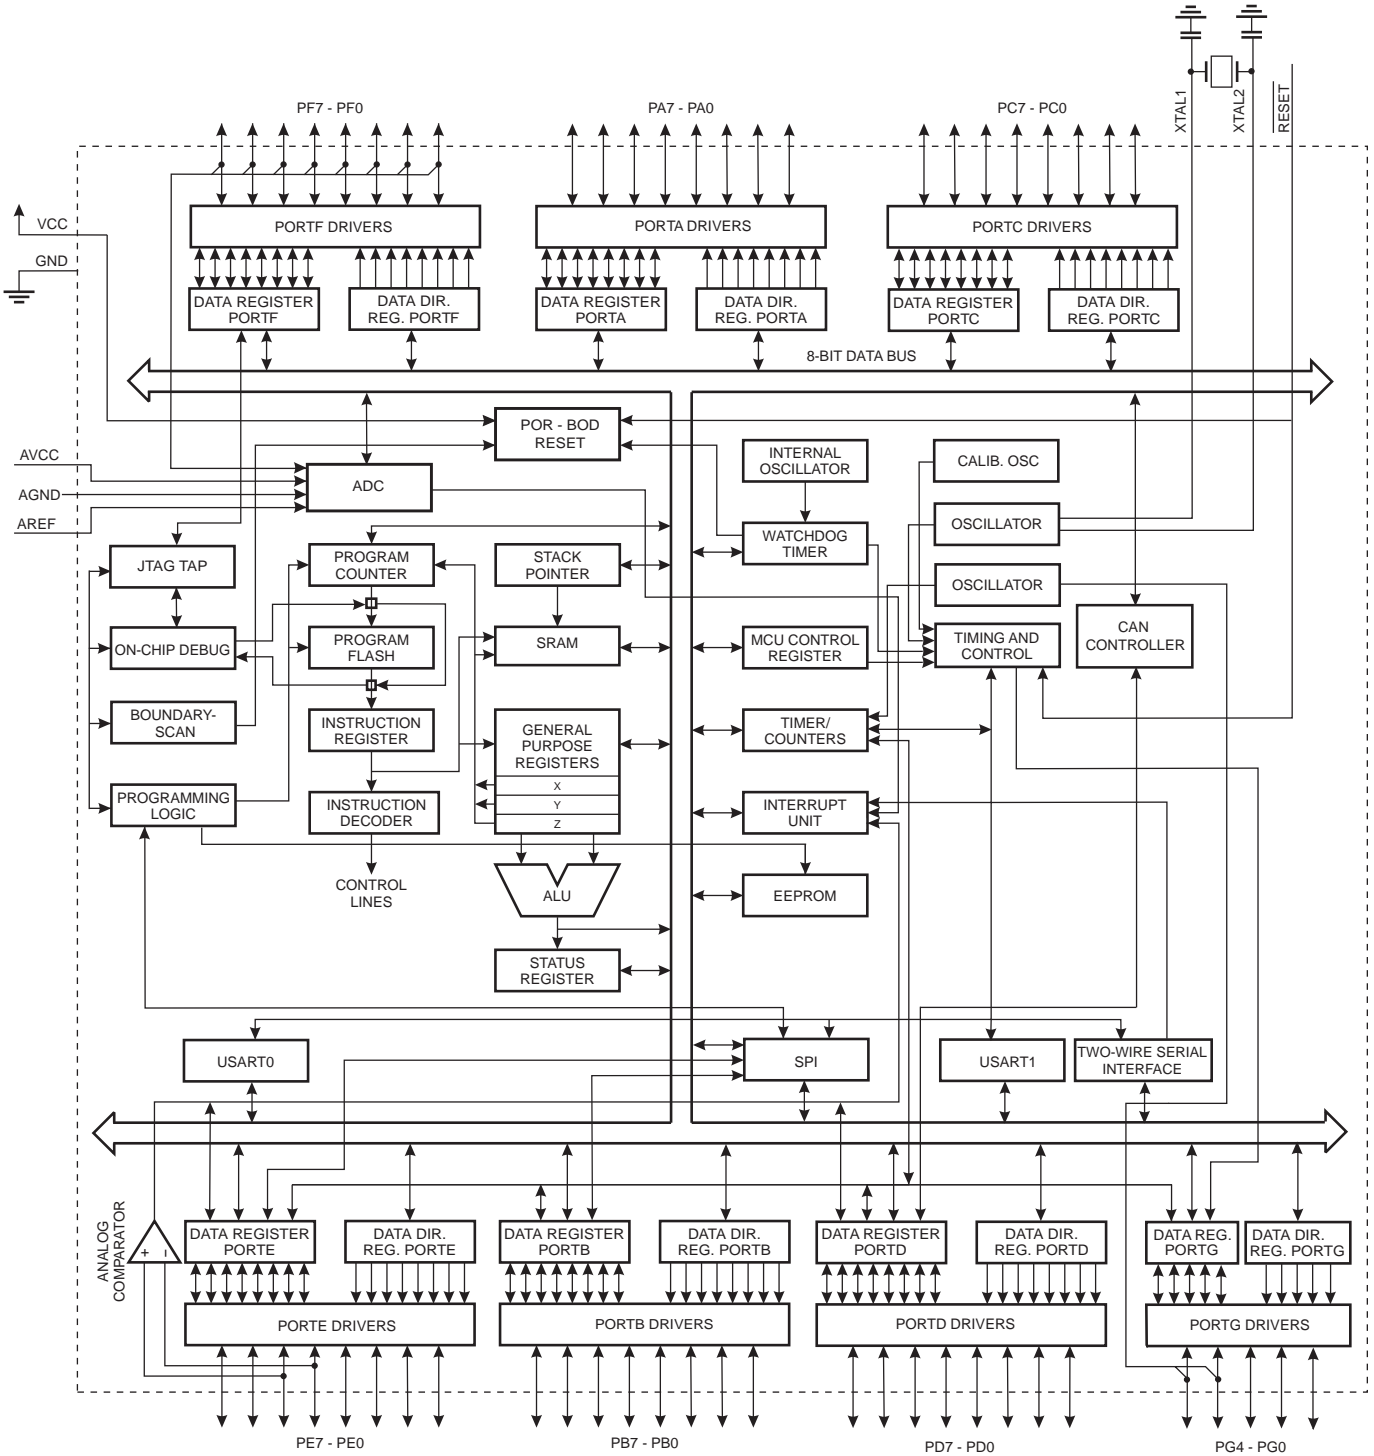 XTAL1
XTAL2
RESET
PF7 - PF0
PA7 - PA0
PC7 - PC0
VCC
GND
PORTF DRIVERS
PORTA DRIVERS
PORTC DRIVERS
DATA REGISTER
PORTF
DATA DIR.
REG. PORTF
DATA REGISTER
PORTA
DATA DIR.
REG. PORTA
DATA REGISTER
PORTC
DATA DIR.
REG. PORTC
8-BIT DATA BUS
POR - BOD
RESET
AVCC
AGND
AREF
ADC
INTERNAL
OSCILLATOR
CALIB. OSC
OSCILLATOR
WATCHDOG
TIMER
JTAG TAP
PROGRAM
COUNTER
STACK
POINTER
OSCILLATOR
ON-CHIP DEBUG
PROGRAM
FLASH
SRAM
MCU CONTROL
REGISTER
TIMING AND
CONTROL
CAN
CONTROLLER
BOUNDARY-
SCAN
INSTRUCTION
REGISTER
GENERAL
PURPOSE
REGISTERS
X
Y
Z
TIMER/
COUNTERS
PROGRAMMING
LOGIC
INSTRUCTION
DECODER
INTERRUPT
UNIT
CONTROL
LINES
ALU
EEPROM
STATUS
REGISTER
USART0
SPI
USART1
TWO-WIRE SERIAL
INTERFACE
ANALOG
COMPARATOR
+
-
DATA REGISTER
PORTE
DATA DIR.
REG. PORTE
DATA REGISTER
PORTB
DATA DIR.
REG. PORTB
DATA REGISTER
PORTD
DATA DIR.
REG. PORTD
DATA REG.
PORTG
DATA DIR.
REG. PORTG
PORTE DRIVERS
PORTB DRIVERS
PORTD DRIVERS
PORTG DRIVERS
PE7 - PE0
PB7 - PB0
PD7 - PD0
PG4 - PG0